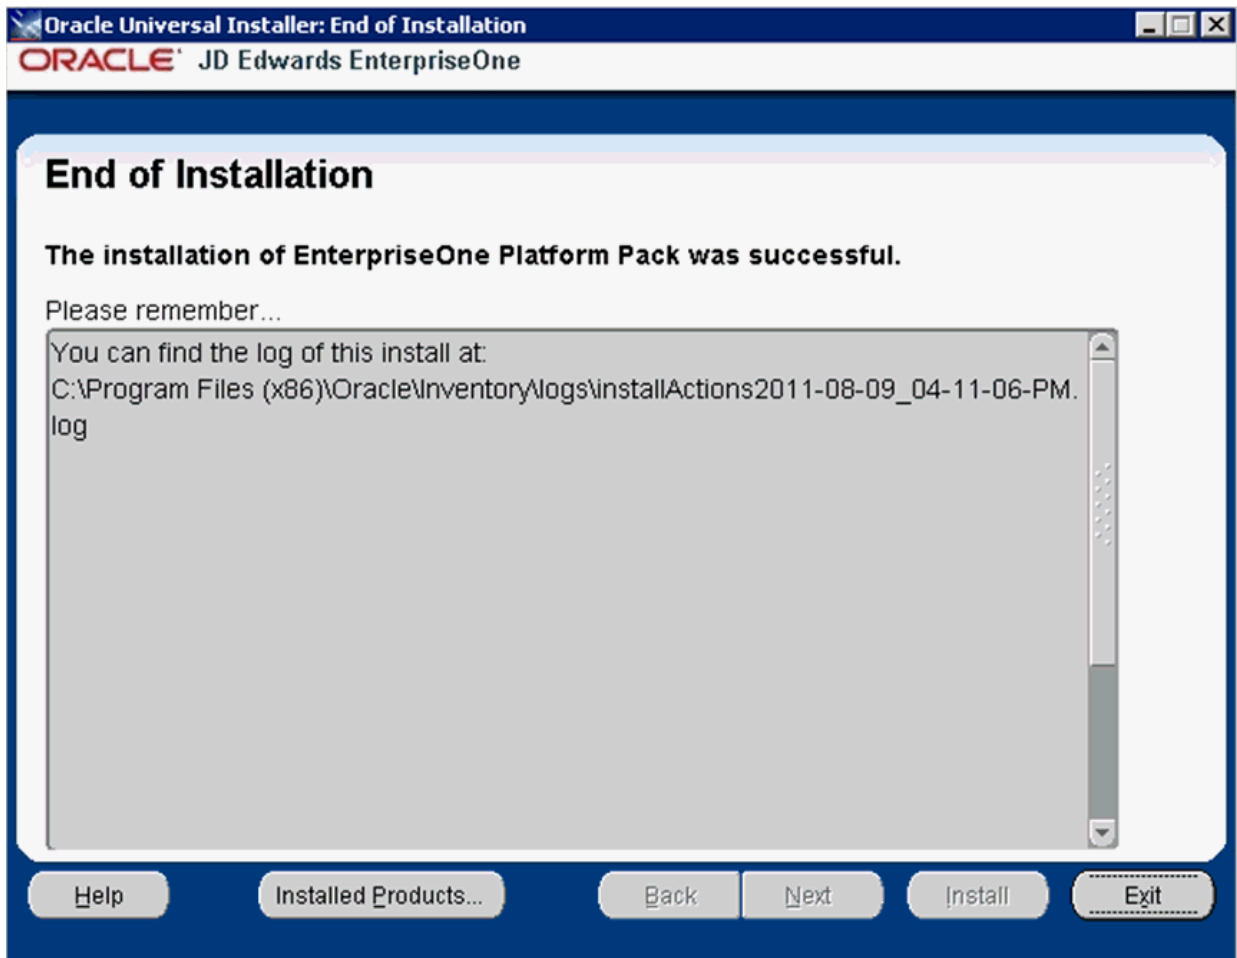 Oracle Universal Installer: End of Installation
ORACLE JD Edwards EnterpriseOne
End of Installation
The installation of EnterpriseOne Platform Pack was successful.
Please remember...
You can find the log of this install at:
C:\Program Files (x86)\Oracle\Inventory\logs\installActions2011-08-09_04-11-06-PM.
log
Help Installed Products... Back Next Install Exit